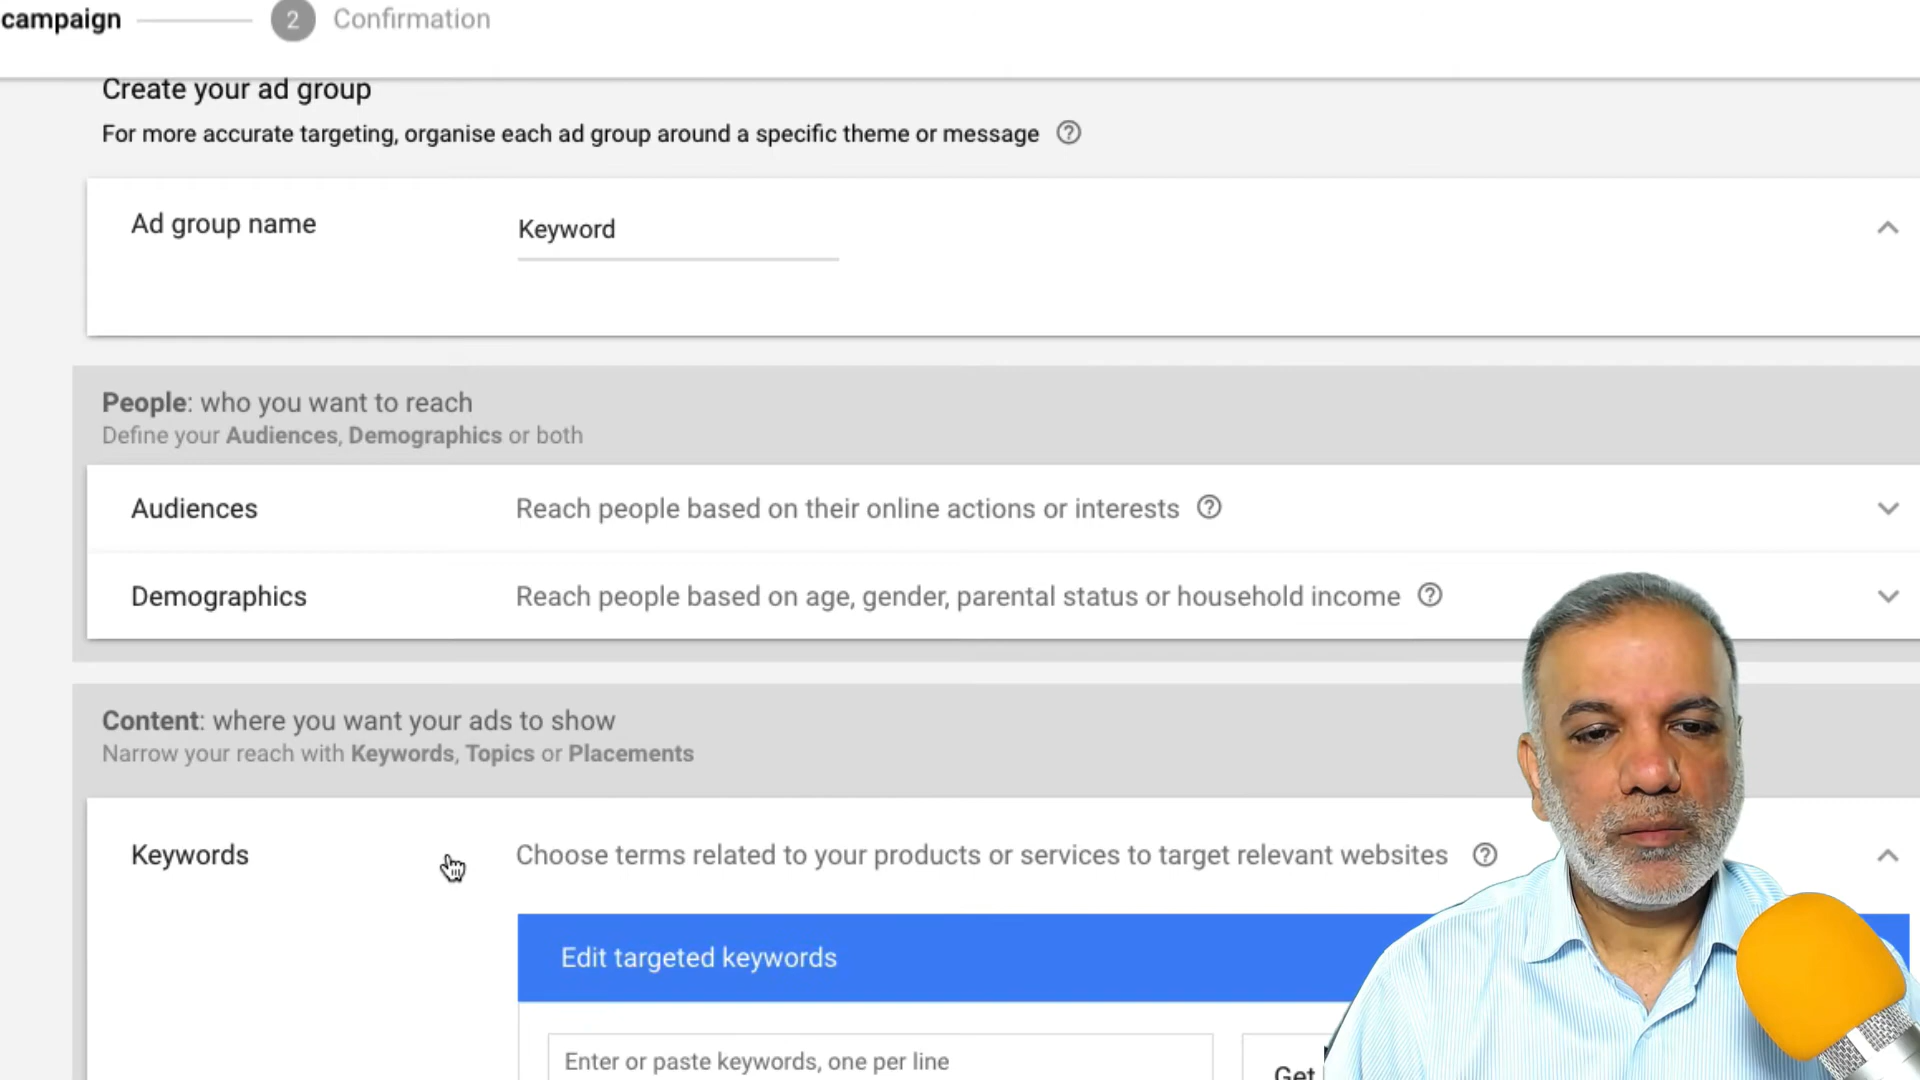 campaign
2
Confirmation
Create your ad group
For more accurate targeting, organise each ad group around a specific theme or message ?
Ad group name
Keyword
People: who you want to reach
Define your Audiences, Demographics or both
Audiences
Reach people based on their online actions or interests ?
Demographics
Reach people based on age, gender, parental status or household income ?
Content: where you want your ads to show
Narrow your reach with Keywords, Topics or Placements
Keywords
Choose terms related to your products or services to target relevant websites ?
Edit targeted keywords
Enter or paste keywords, one per line
Get